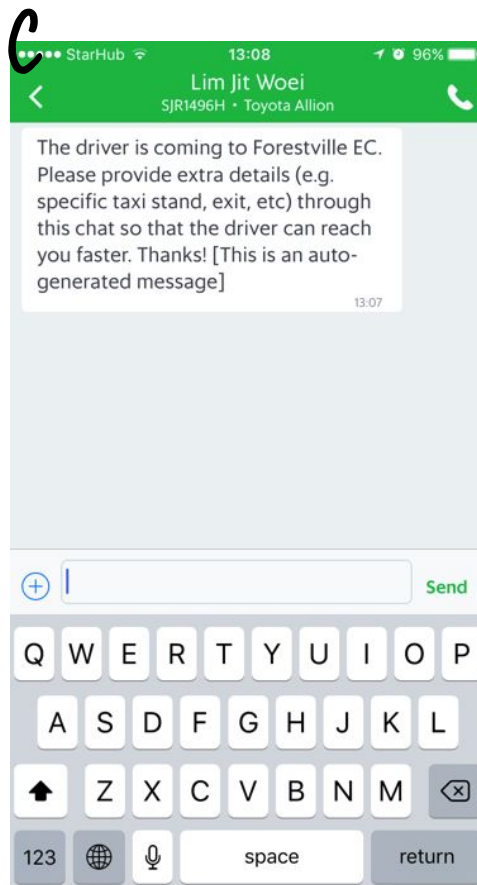 C
StarHub 13:08 96%
Lim Jit Woei
SJR1496H • Toyota Allion
The driver is coming to Forestville EC.
Please provide extra details (e.g.
specific taxi stand, exit, etc) through
this chat so that the driver can reach
you faster. Thanks! [This is an auto-
generated message]
13:07
Send
Q W E R T Y U I O P
A S D F G H J K L
Z X C V B N M
123 space return